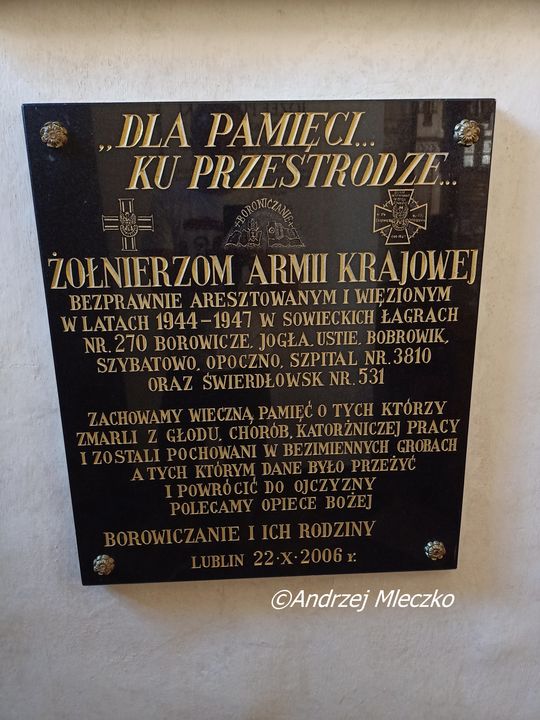 „DLA PAMIĘCI...
KU PRZESTRODZE...
BOROWICZANIE
ŻOŁNIERZOM ARMII KRAJOWEJ
BEZPRAWNIE ARESZTOWANYM I WIĘZIONYM
W LATACH 1944-1947 W SOWIECKICH ŁAGRACH
NR. 270 BOROWICZE, JOGŁA, USTIE, BOBROWIK,
SZYBATOWO, OPOCZNO, SZPITAL NR. 3810
ORAZ ŚWIERDŁOWSK NR. 531
ZACHOWAMY WIECZNĄ PAMIĘĆ O TYCH KTÓRZY
ZMARLI Z GŁODU, CHORÓB, KATORŻNICZEJ PRACY
I ZOSTALI POCHOWANI W BEZIMIENNYCH GROBACH
A TYCH KTÓRYM DANE BYŁO PRZEŻYĆ
I POWRÓCIĆ DO OJCZYZNY
POLECAMY OPIECE BOŻEJ
BOROWICZANIE I ICH RODZINY
LUBLIN 22·X·2006 r.
©Andrzej Mleczko